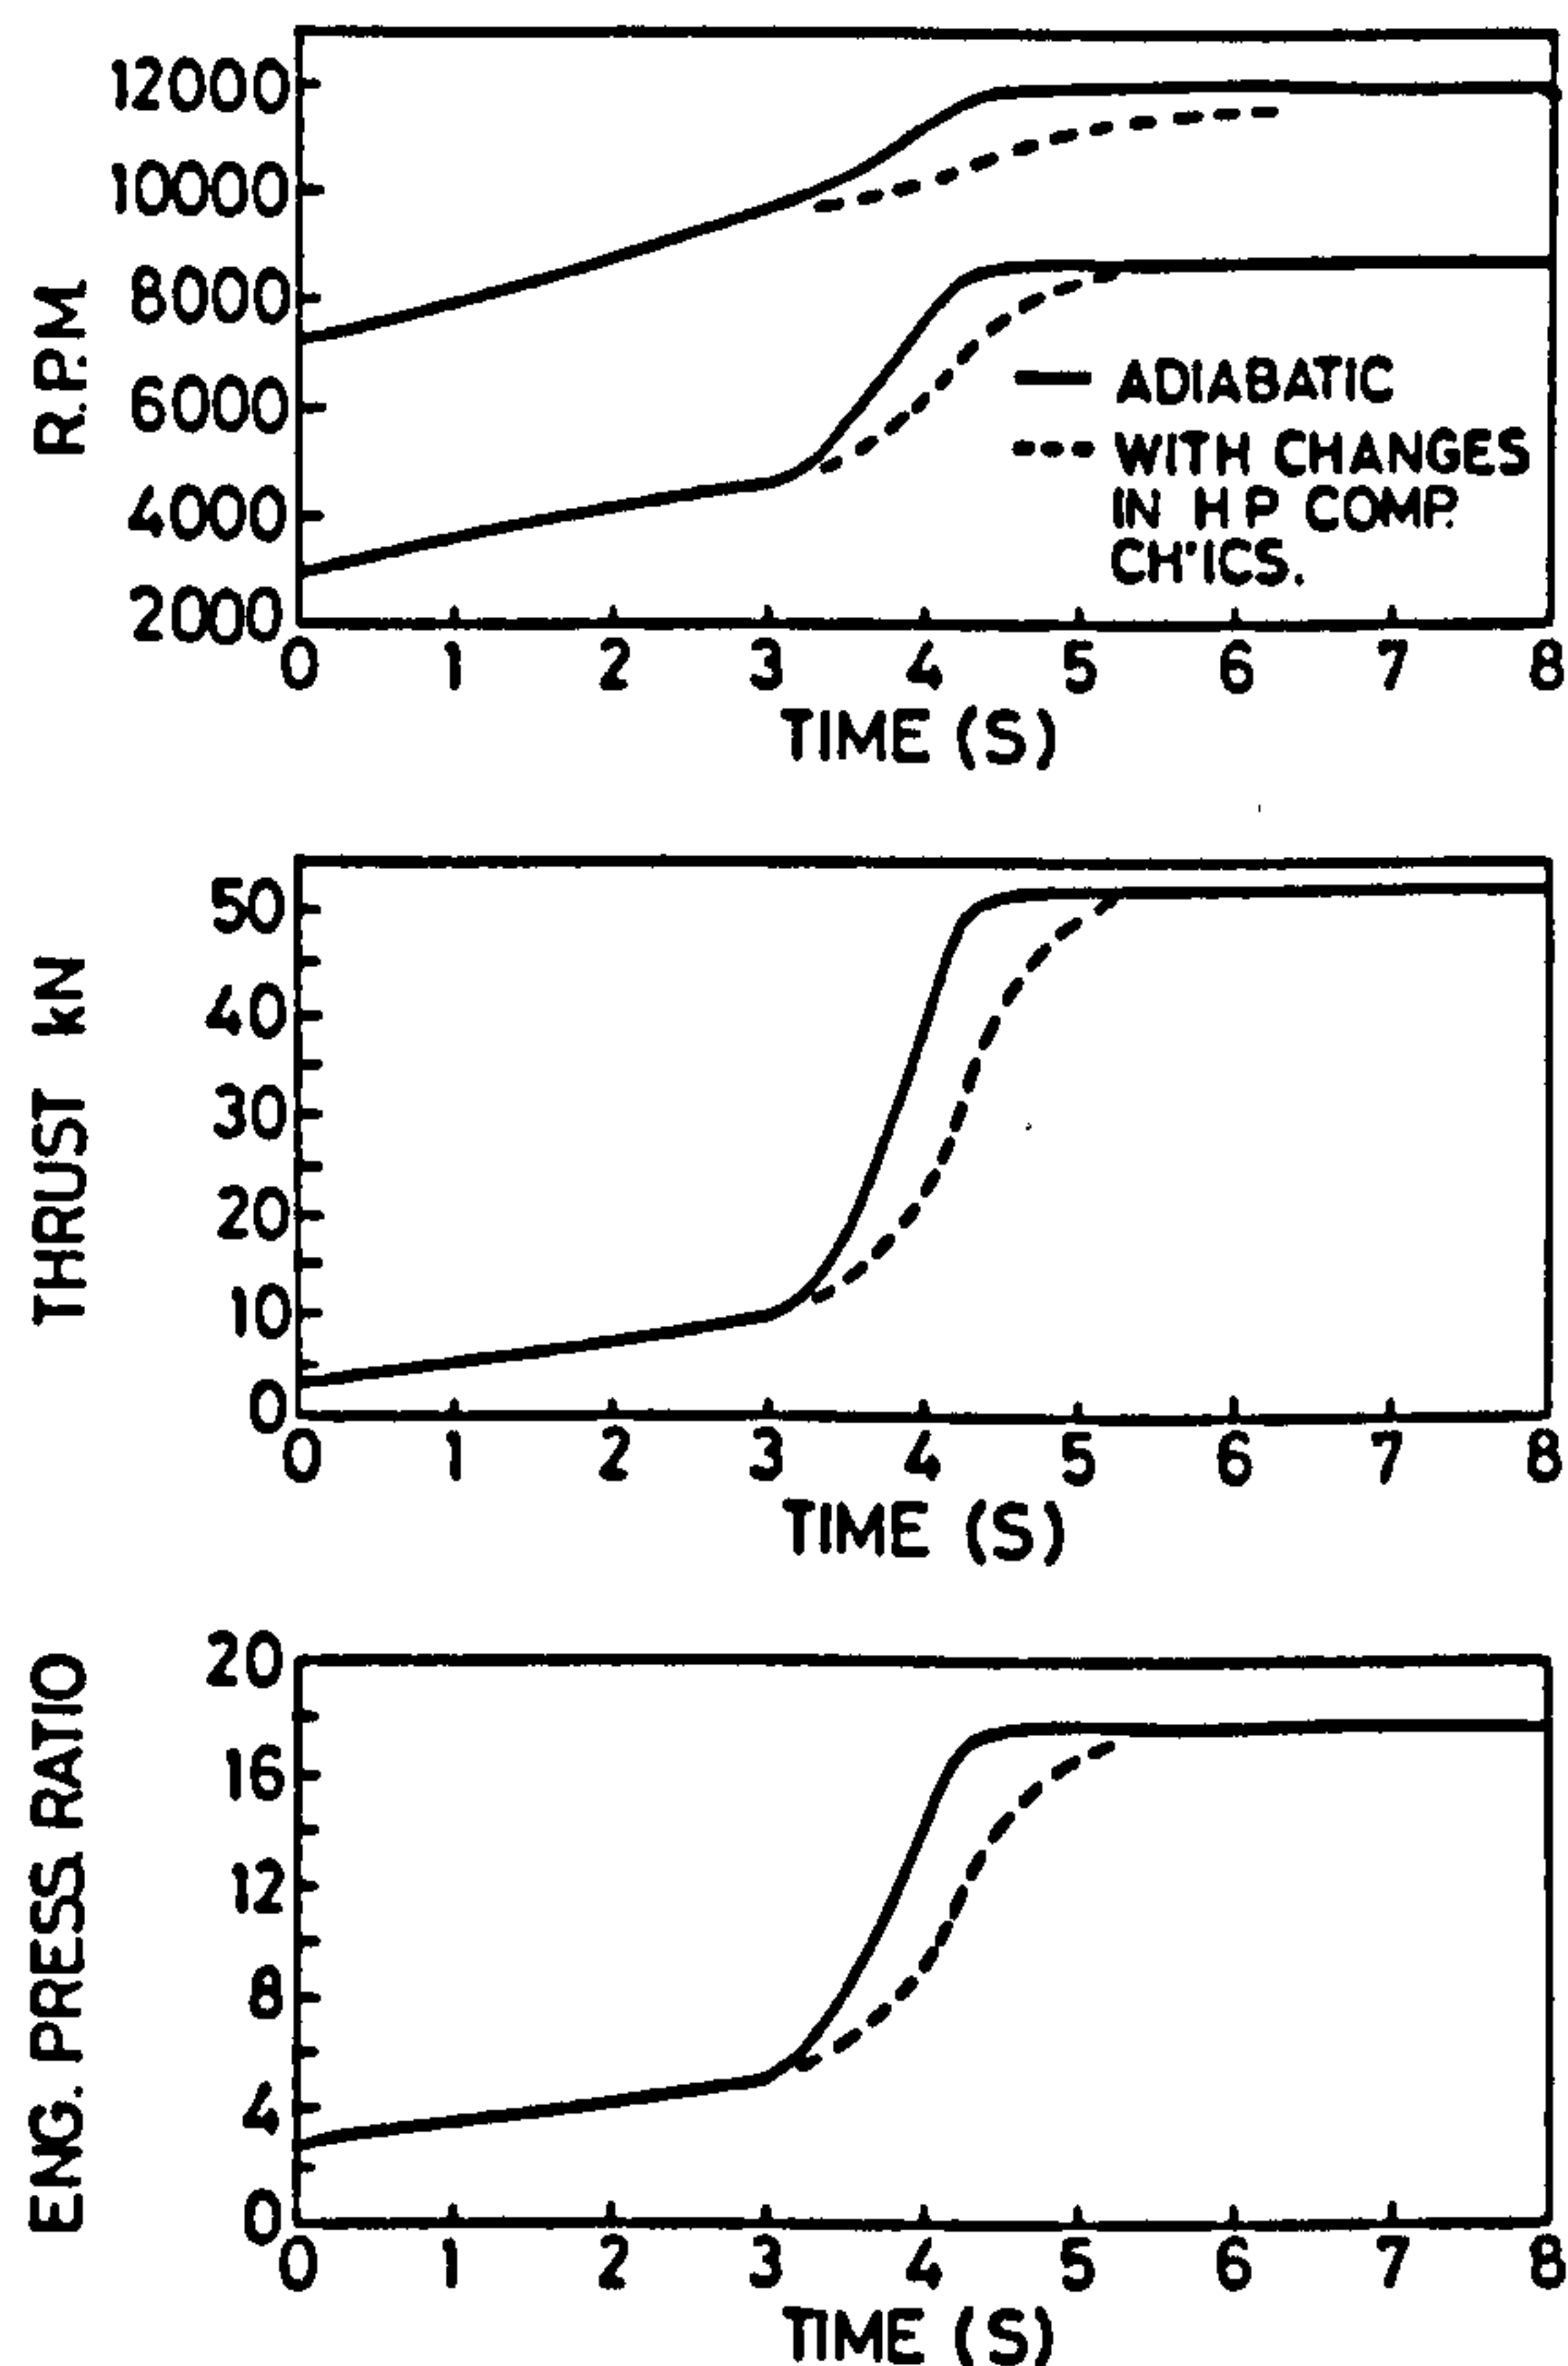 12000
10000
8000
6000
4000
2000
R.P.M.
ADIABATIC
WITH CHANGES
IN H P COMP.
CH'ICS.
0 1 2 3 4 5 6 7 8
TIME (S)
50
40
30
20
10
0
THRUST kN
0 1 2 3 4 5 6 7 8
TIME (S)
20
16
12
8
4
0
ENG. PRESS. RATIO
0 1 2 3 4 5 6 7 8
TIME (S)